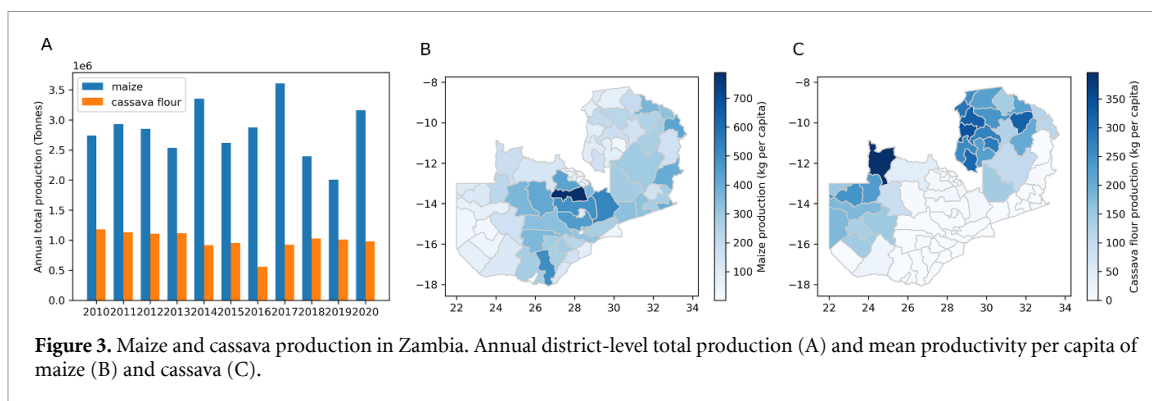 A
1e6
maize
cassava flour
Annual total production (Tonnes)
3.5
3.0
2.5
2.0
1.5
1.0
0.5
0.0
2010 2011 2012 2013 2014 2015 2016 2017 2018 2019 2020
B
−8
−10
−12
−14
−16
−18
22 24 26 28 30 32 34
700
600
500
400
300
200
100
Maize production (kg per capita)
C
−8
−10
−12
−14
−16
−18
22 24 26 28 30 32 34
350
300
250
200
150
100
50
0
Cassava flour production (kg per capita)
Figure 3. Maize and cassava production in Zambia. Annual district-level total production (A) and mean productivity per capita of
maize (B) and cassava (C).